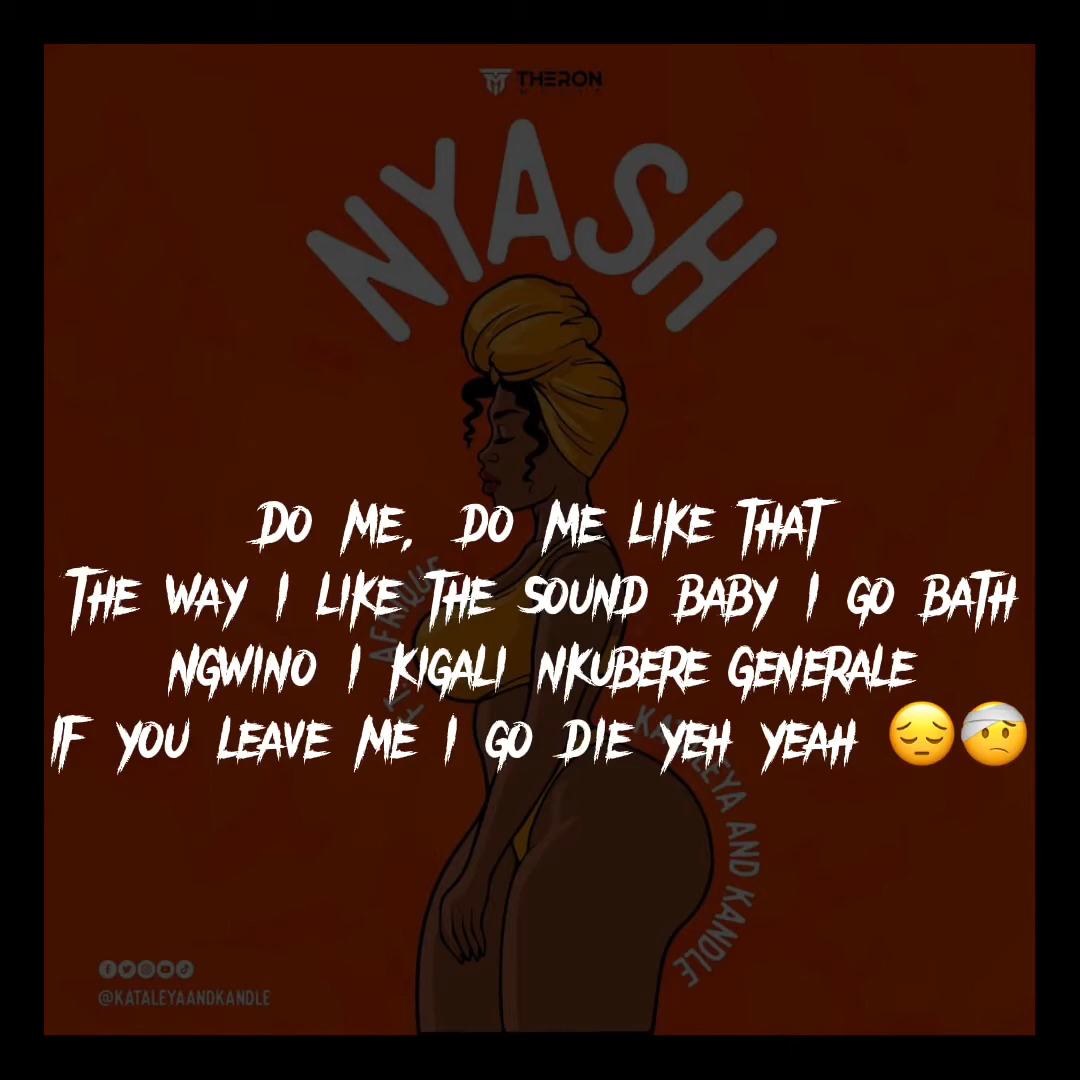 THERON
MUSIC
NYASH
DO ME, DO ME LIKE THAT
THE WAY I LIKE THE SOUND BABY I GO BATH
NGWINO I KIGALI NKUBERE GENERALE
IF YOU LEAVE ME I GO DIE YEH YEAH 😔🤕
KATALEYA AND KANDLE
@KATALEYAANDKANDLE